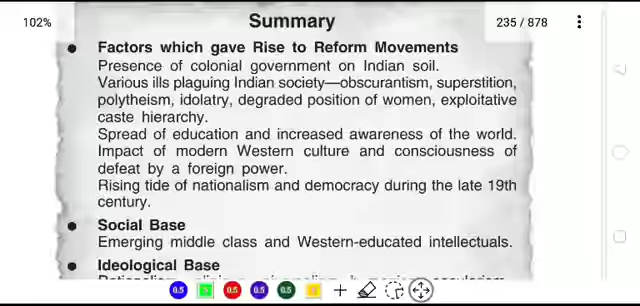 102%
Summary
235 / 878
Factors which gave Rise to Reform Movements
Presence of colonial government on Indian soil.
Various ills plaguing Indian society—obscurantism, superstition,
polytheism, idolatry, degraded position of women, exploitative
caste hierarchy.
Spread of education and increased awareness of the world.
Impact of modern Western culture and consciousness of
defeat by a foreign power.
Rising tide of nationalism and democracy during the late 19th
century.
Social Base
Emerging middle class and Western-educated intellectuals.
Ideological Base
0.5 0.5 0.5 0.5